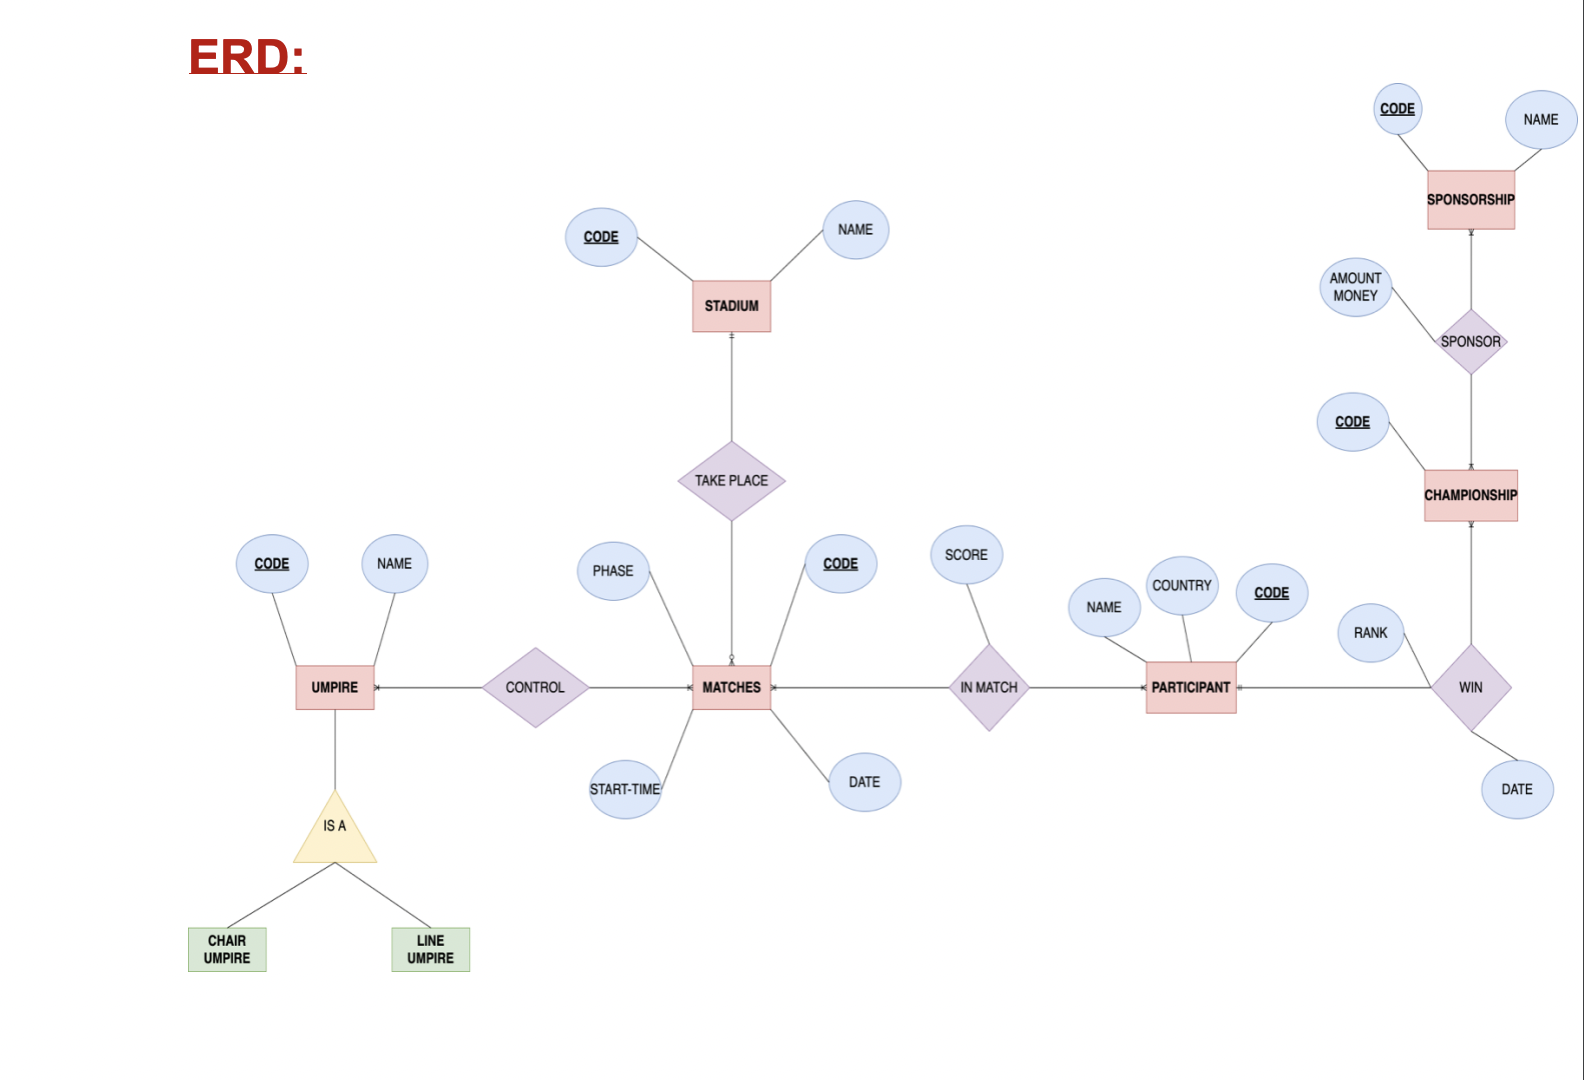 ERD:
CODE
NAME
SPONSORSHIP
CODE
NAME
STADIUM
AMOUNT
MONEY
SPONSOR
CODE
CHAMPIONSHIP
TAKE PLACE
CODE
NAME
PHASE
CODE
SCORE
NAME
COUNTRY
CODE
RANK
UMPIRE
CONTROL
MATCHES
IN MATCH
PARTICIPANT
WIN
START-TIME
DATE
DATE
IS A
CHAIR
UMPIRE
LINE
UMPIRE